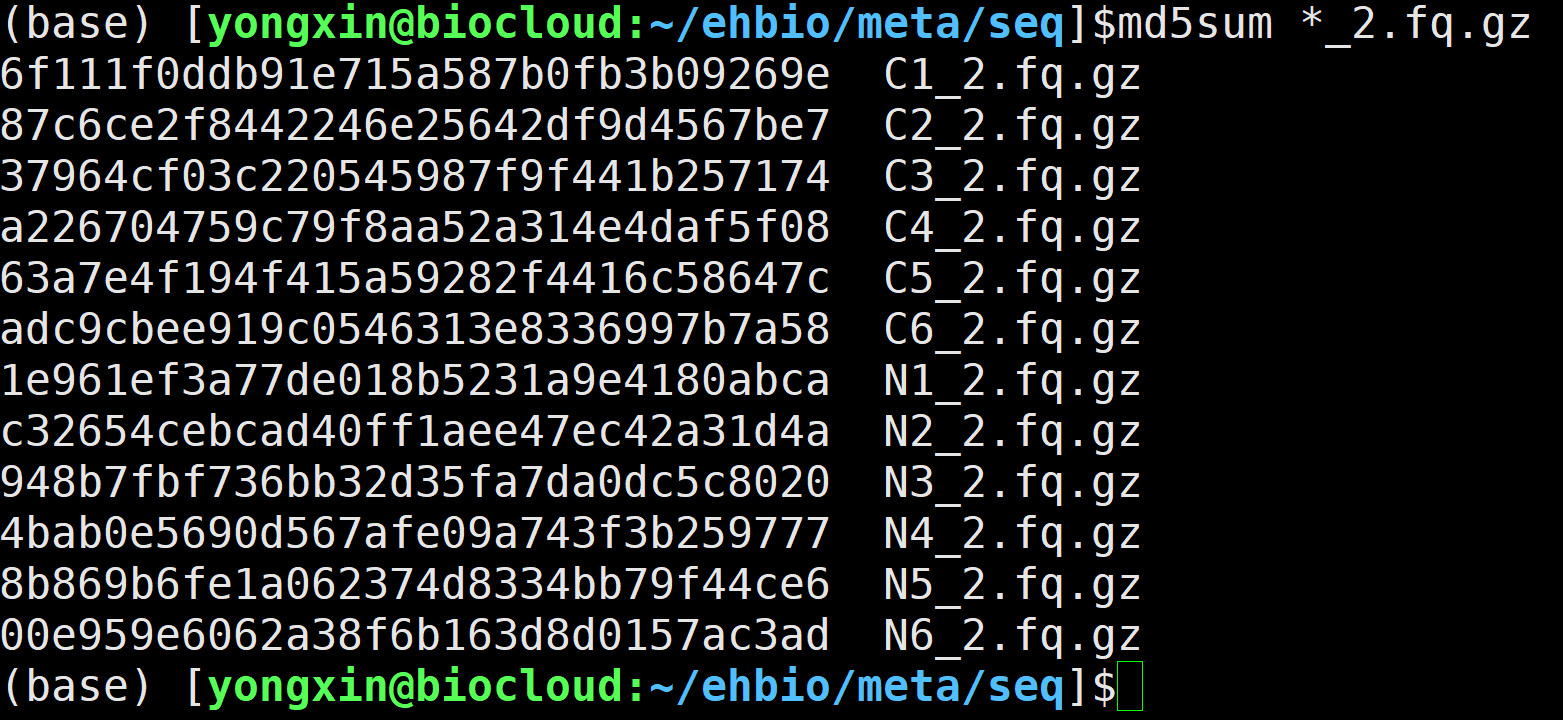 (base) [yongxin@biocloud:~/ehbio/meta/seq]$md5sum *_2.fq.gz
6f111f0ddb91e715a587b0fb3b09269e  C1_2.fq.gz
87c6ce2f8442246e25642df9d4567be7  C2_2.fq.gz
37964cf03c220545987f9f441b257174  C3_2.fq.gz
a226704759c79f8aa52a314e4daf5f08  C4_2.fq.gz
63a7e4f194f415a59282f4416c58647c  C5_2.fq.gz
adc9cbee919c0546313e8336997b7a58  C6_2.fq.gz
1e961ef3a77de018b5231a9e4180abca  N1_2.fq.gz
c32654cebcad40ff1aee47ec42a31d4a  N2_2.fq.gz
948b7fbf736bb32d35fa7da0dc5c8020  N3_2.fq.gz
4bab0e5690d567afe09a743f3b259777  N4_2.fq.gz
8b869b6fe1a062374d8334bb79f44ce6  N5_2.fq.gz
00e959e6062a38f6b163d8d0157ac3ad  N6_2.fq.gz
(base) [yongxin@biocloud:~/ehbio/meta/seq]$